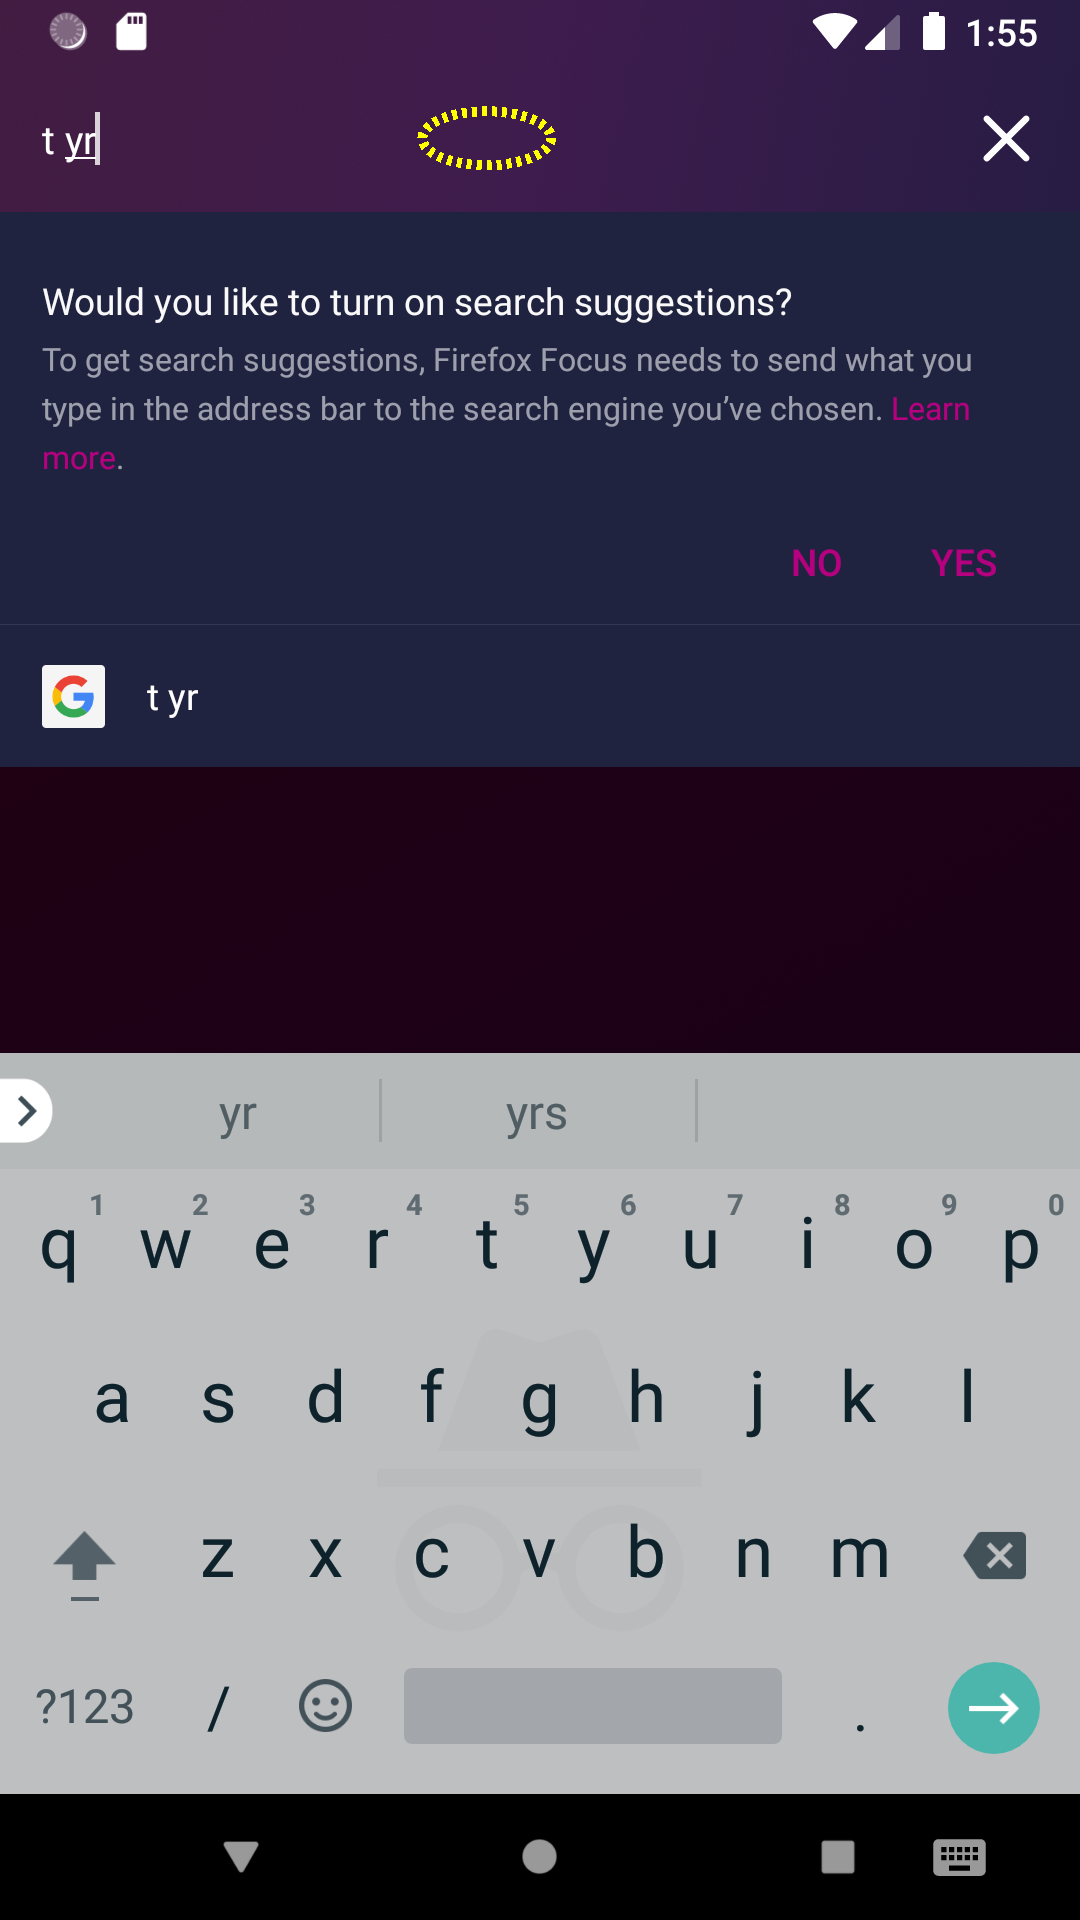 1:55
t yr
Would you like to turn on search suggestions?
To get search suggestions, Firefox Focus needs to send what you
type in the address bar to the search engine you’ve chosen. Learn
more.
NO YES
t yr
yr yrs
1 2 3 4 5 6 7 8 9 0
q w e r t y u i o p
a s d f g h j k l
z x c v b n m
?123 / .